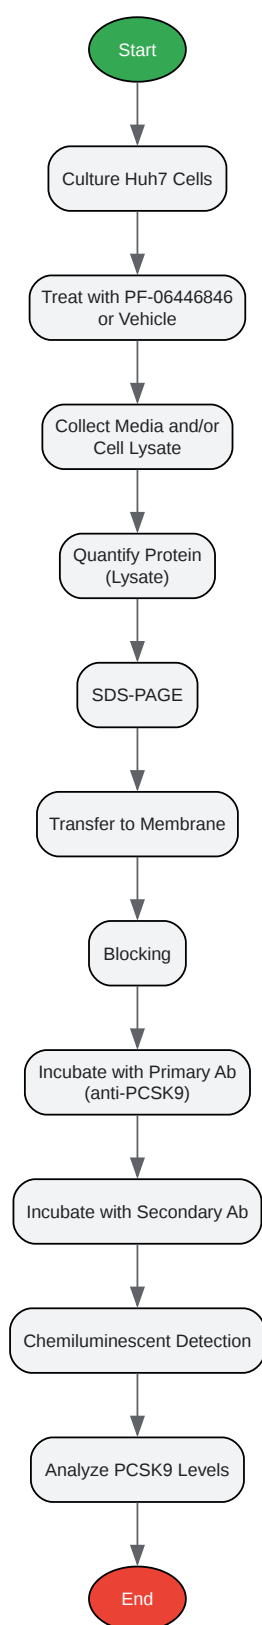 Start
Culture Huh7 Cells
Treat with PF-06446846
or Vehicle
Collect Media and/or
Cell Lysate
Quantify Protein
(Lysate)
SDS-PAGE
Transfer to Membrane
Blocking
Incubate with Primary Ab
(anti-PCSK9)
Incubate with Secondary Ab
Chemiluminescent Detection
Analyze PCSK9 Levels
End